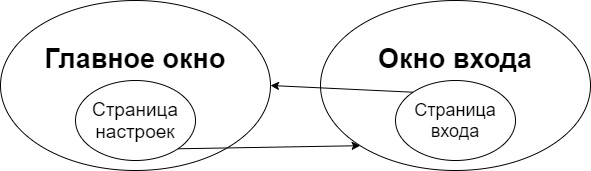 Главное окно
Страница
настроек
Окно входа
Страница
входа